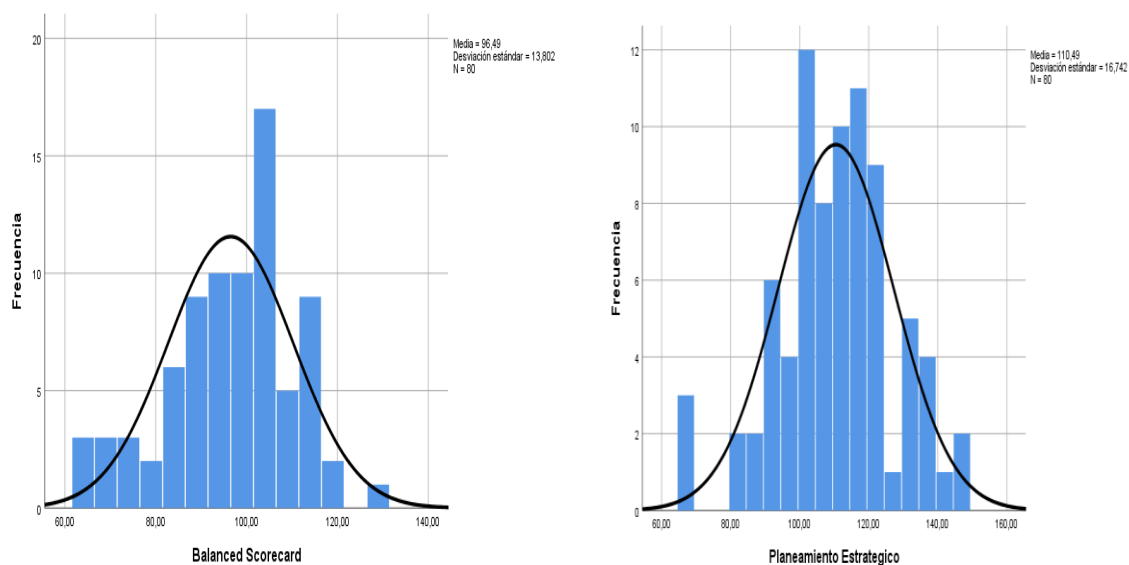 Media = 96,49
Desviación estándar = 13,802
N = 80
20
15
10
5
0
Frecuencia
60,00 80,00 100,00 120,00 140,00
Balanced Scorecard
Media = 110,49
Desviación estándar = 16,742
N = 80
12
10
8
6
4
2
0
Frecuencia
60,00 80,00 100,00 120,00 140,00 160,00
Planeamiento Estrategico